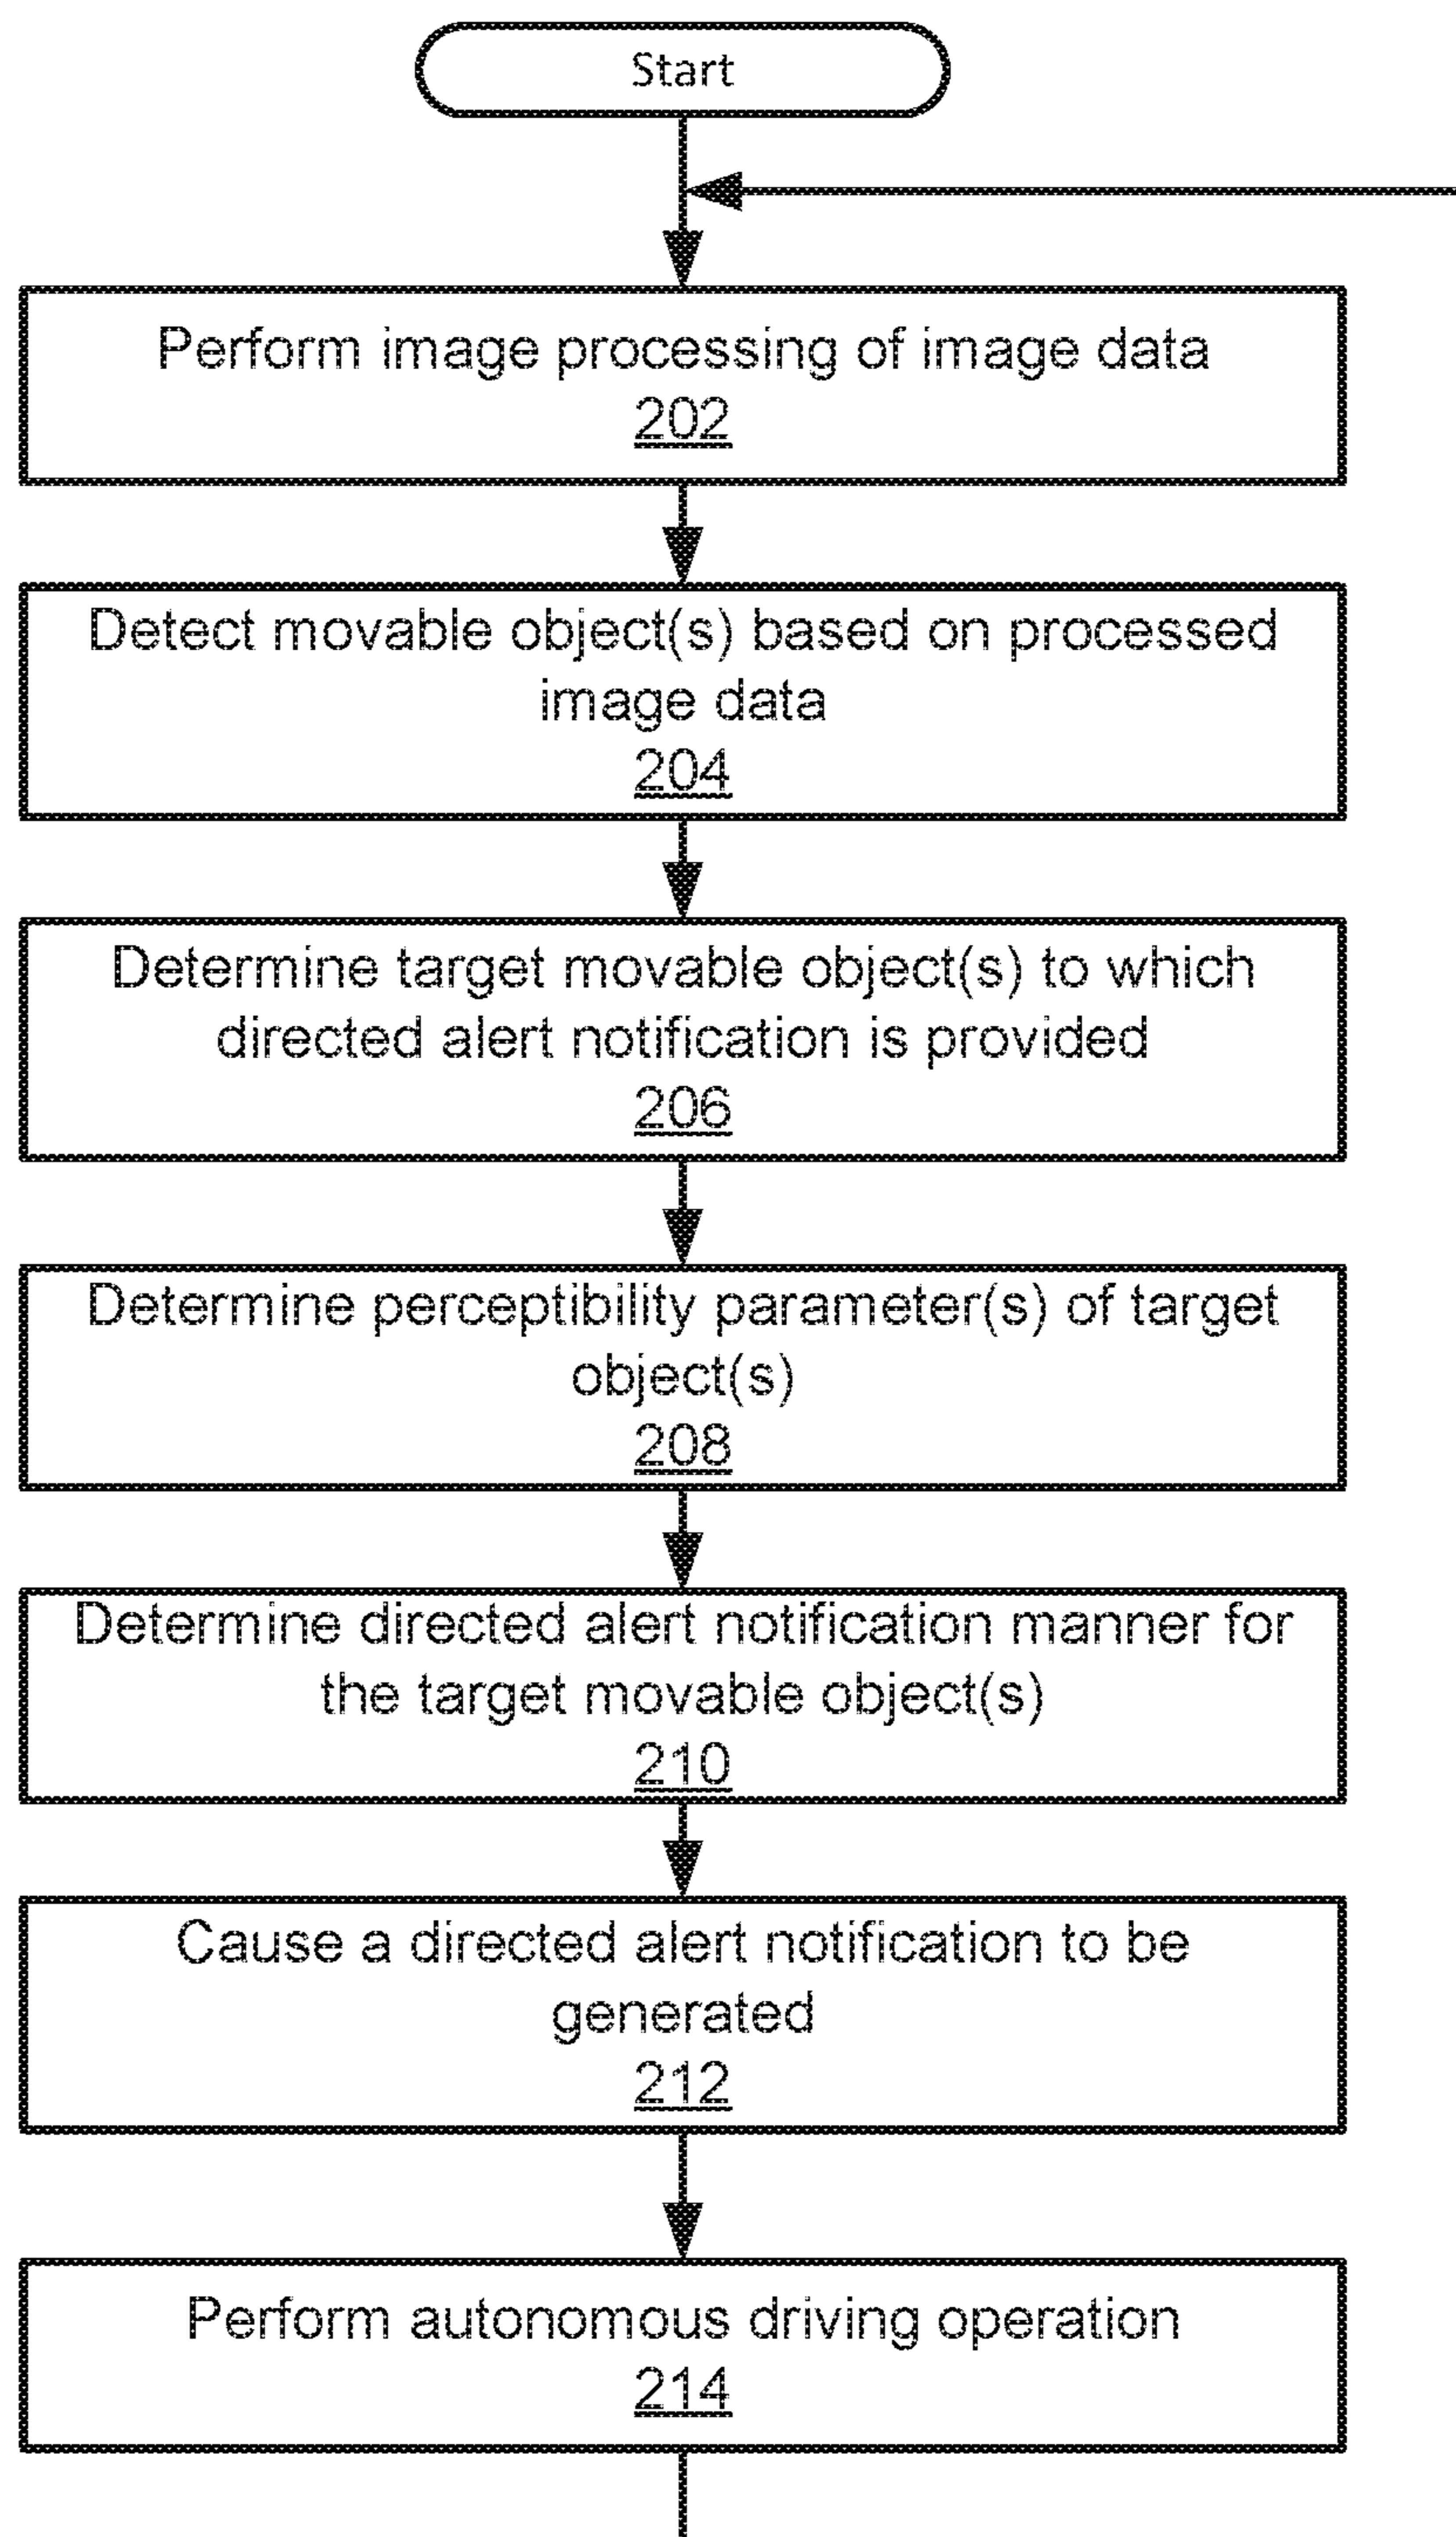 Start
Perform image processing of image data
202
Detect movable object(s) based on processed
image data
204
Determine target movable object(s) to which
directed alert notification is provided
206
Determine perceptibility parameter(s) of target
object(s)
208
Determine directed alert notification manner for
the target movable object(s)
210
Cause a directed alert notification to be
generated
212
Perform autonomous driving operation
214